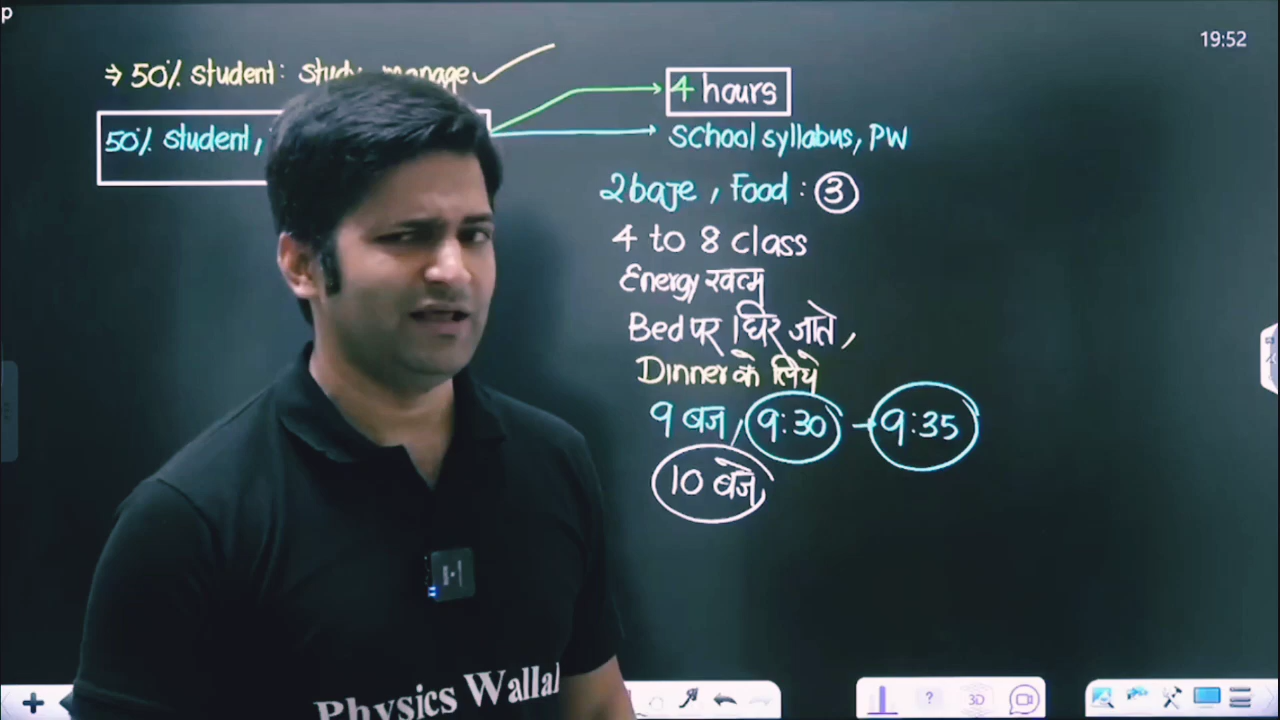 p
19:52
→ 50% student: study manage ✓
4 hours
50% student,
School syllabus, PW
2 baje, Food : 3
4 to 8 class
Energy खत्म
Bed पर घिर जाते,
Dinner के लिये
9 बजे, 9:30 → 9:35
10 बजे,
Physics Wallah
3D